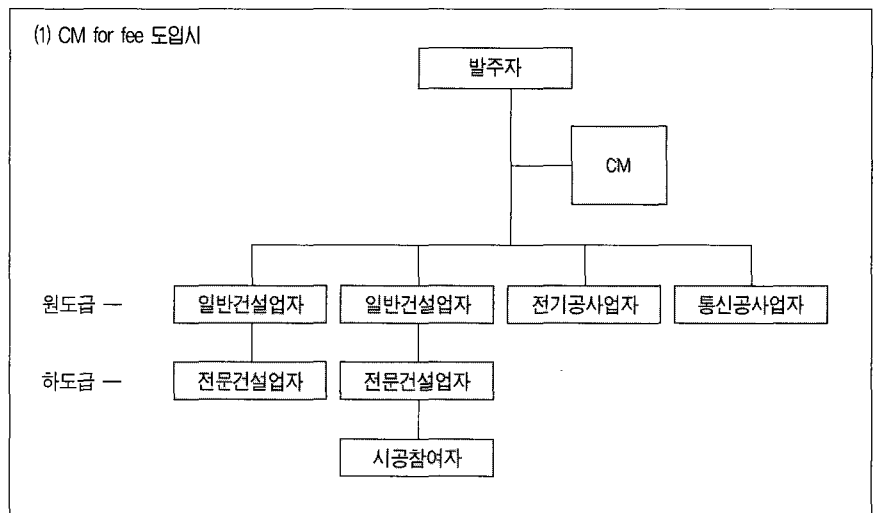 (1) CM for fee 도입시
발주자
CM
원도급 — 일반건설업자 일반건설업자 전기공사업자 통신공사업자
하도급 — 전문건설업자 전문건설업자
시공참여자